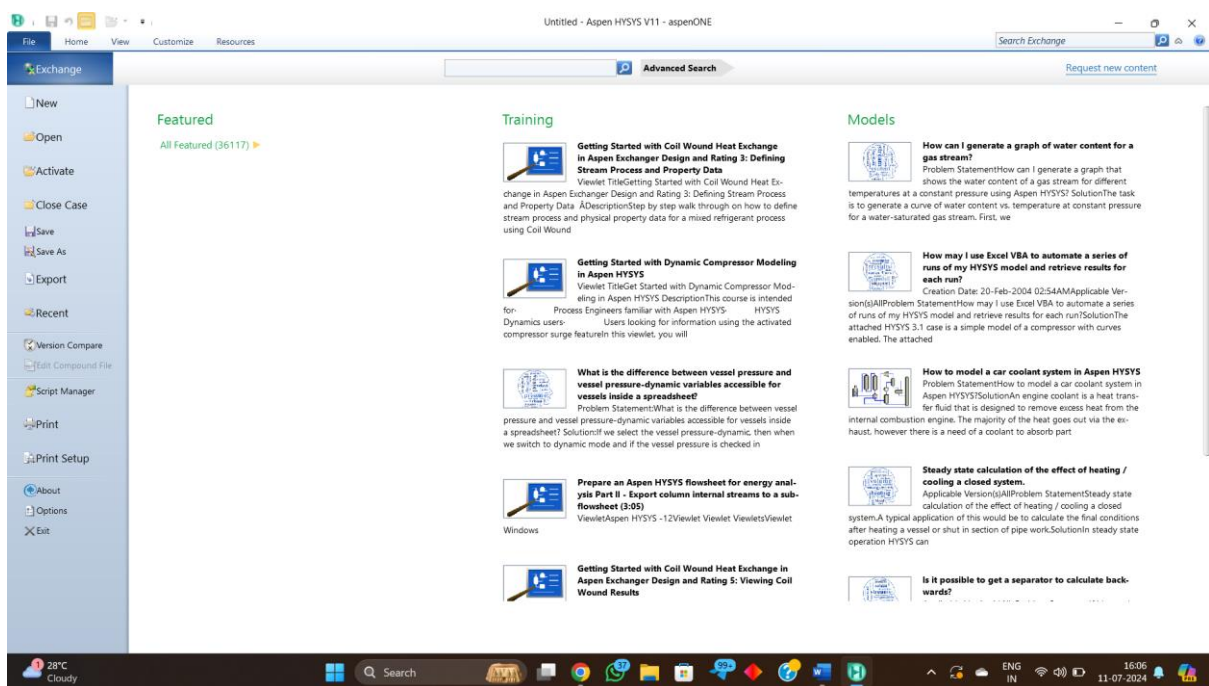 Untitled - Aspen HYSYS V11 - aspenONE
File Home View Customize Resources
Search Exchange
Exchange
Advanced Search
Request new content
New
Open
Activate
Close Case
Save
Save As
Export
Recent
Version Compare
Edit Compound File
Script Manager
Print
Print Setup
About
Options
Exit
Featured
All Featured (36117)
Training
Getting Started with Coil Wound Heat Exchange
in Aspen Exchanger Design and Rating 3: Defining
Stream Process and Property Data
Viewlet TitleGetting Started with Coil Wound Heat Ex-
change in Aspen Exchanger Design and Rating 3: Defining Stream Process
and Property Data ÂDescriptionStep by step walk through on how to define
stream process and physical property data for a mixed refrigerant process
using Coil Wound
Getting Started with Dynamic Compressor Modeling
in Aspen HYSYS
Viewlet TitleGet Started with Dynamic Compressor Mod-
eling in Aspen HYSYS DescriptionThis course is intended
for· Process Engineers familiar with Aspen HYSYS· HYSYS
Dynamics users· Users looking for information using the activated
compressor surge featureIn this viewlet, you will
What is the difference between vessel pressure and
vessel pressure-dynamic variables accessible for
vessels inside a spreadsheet?
Problem Statement:What is the difference between vessel
pressure and vessel pressure-dynamic variables accessible for vessels inside
a spreadsheet? Solution:If we select the vessel pressure-dynamic, then when
we switch to dynamic mode and if the vessel pressure is checked in
Prepare an Aspen HYSYS flowsheet for energy anal-
ysis Part II - Export column internal streams to a sub-
flowsheet (3:05)
ViewletAspen HYSYS -12Viewlet Viewlet ViewletsViewlet
Windows
Getting Started with Coil Wound Heat Exchange in
Aspen Exchanger Design and Rating 5: Viewing Coil
Wound Results
Models
How can I generate a graph of water content for a
gas stream?
Problem StatementHow can I generate a graph that
shows the water content of a gas stream for different
temperatures at a constant pressure using Aspen HYSYS? SolutionThe task
is to generate a curve of water content vs. temperature at constant pressure
for a water-saturated gas stream. First, we
How may I use Excel VBA to automate a series of
runs of my HYSYS model and retrieve results for
each run?
Creation Date: 20-Feb-2004 02:54AMApplicable Ver-
sion(s)AllProblem StatementHow may I use Excel VBA to automate a series
of runs of my HYSYS model and retrieve results for each run?SolutionThe
attached HYSYS 3.1 case is a simple model of a compressor with curves
enabled. The attached
How to model a car coolant system in Aspen HYSYS
Problem StatementHow to model a car coolant system in
Aspen HYSYS?SolutionAn engine coolant is a heat trans-
fer fluid that is designed to remove excess heat from the
internal combustion engine. The majority of the heat goes out via the ex-
haust, however there is a need of a coolant to absorb part
Steady state calculation of the effect of heating /
cooling a closed system.
Applicable Version(s)AllProblem StatementSteady state
calculation of the effect of heating / cooling a closed
system.A typical application of this would be to calculate the final conditions
after heating a vessel or shut in section of pipe work.SolutionIn steady state
operation HYSYS can
Is it possible to get a separator to calculate back-
wards?
1
28°C
Cloudy
Search
37
99+
ENG
IN
16:06
11-07-2024